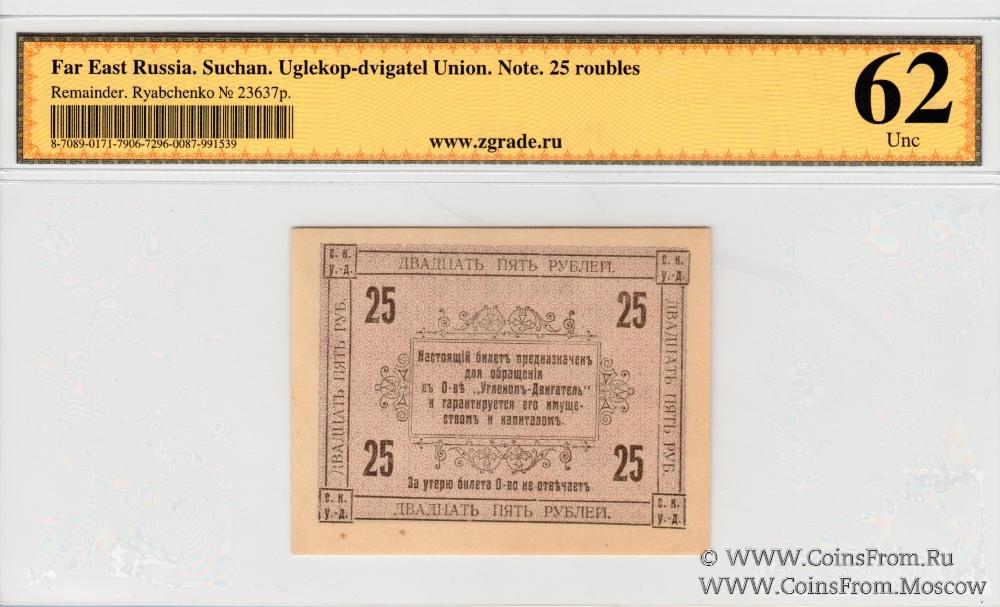 Far East Russia. Suchan. Uglekop-dvigatel Union. Note. 25 roubles
Remainder. Ryabchenko № 23637p.
8-7089-0171-7906-7296-0087-991539
www.zgrade.ru
62
Unc
с. к.
у.-д.
ДВАДЦАТЬ ПЯТЬ РУБЛЕЙ.
с. к.
у.-д.
25
25
ДВАДЦАТЬ ПЯТЬ РУБ.
ДВАДЦАТЬ ПЯТЬ РУБ.
Настоящій билетъ предназначенъ
для обращенія
въ О-вѣ „Углекопъ-Двигатель"
и гарантируется его имуще-
ствомъ и капиталомъ.
25
25
За утерю билета О-во не отвѣчаетъ
с. к.
у.-д.
ДВАДЦАТЬ ПЯТЬ РУБЛЕЙ.
с. к.
у.-д.
© WWW.CoinsFrom.Ru
WWW.CoinsFrom.Moscow